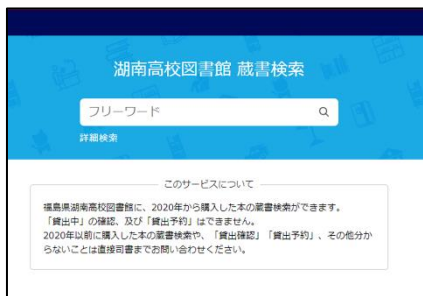 湖南高校図書館 蔵書検索
フリーワード
詳細検索
このサービスについて
福島県湖南高校図書館に、2020年から購入した本の蔵書検索ができます。
「貸出中」の確認、及び「貸出予約」はできません。
2020年以前に購入した本の蔵書検索や、「貸出確認」「貸出予約」、その他分か
らないことは直接司書までお問い合わせください。